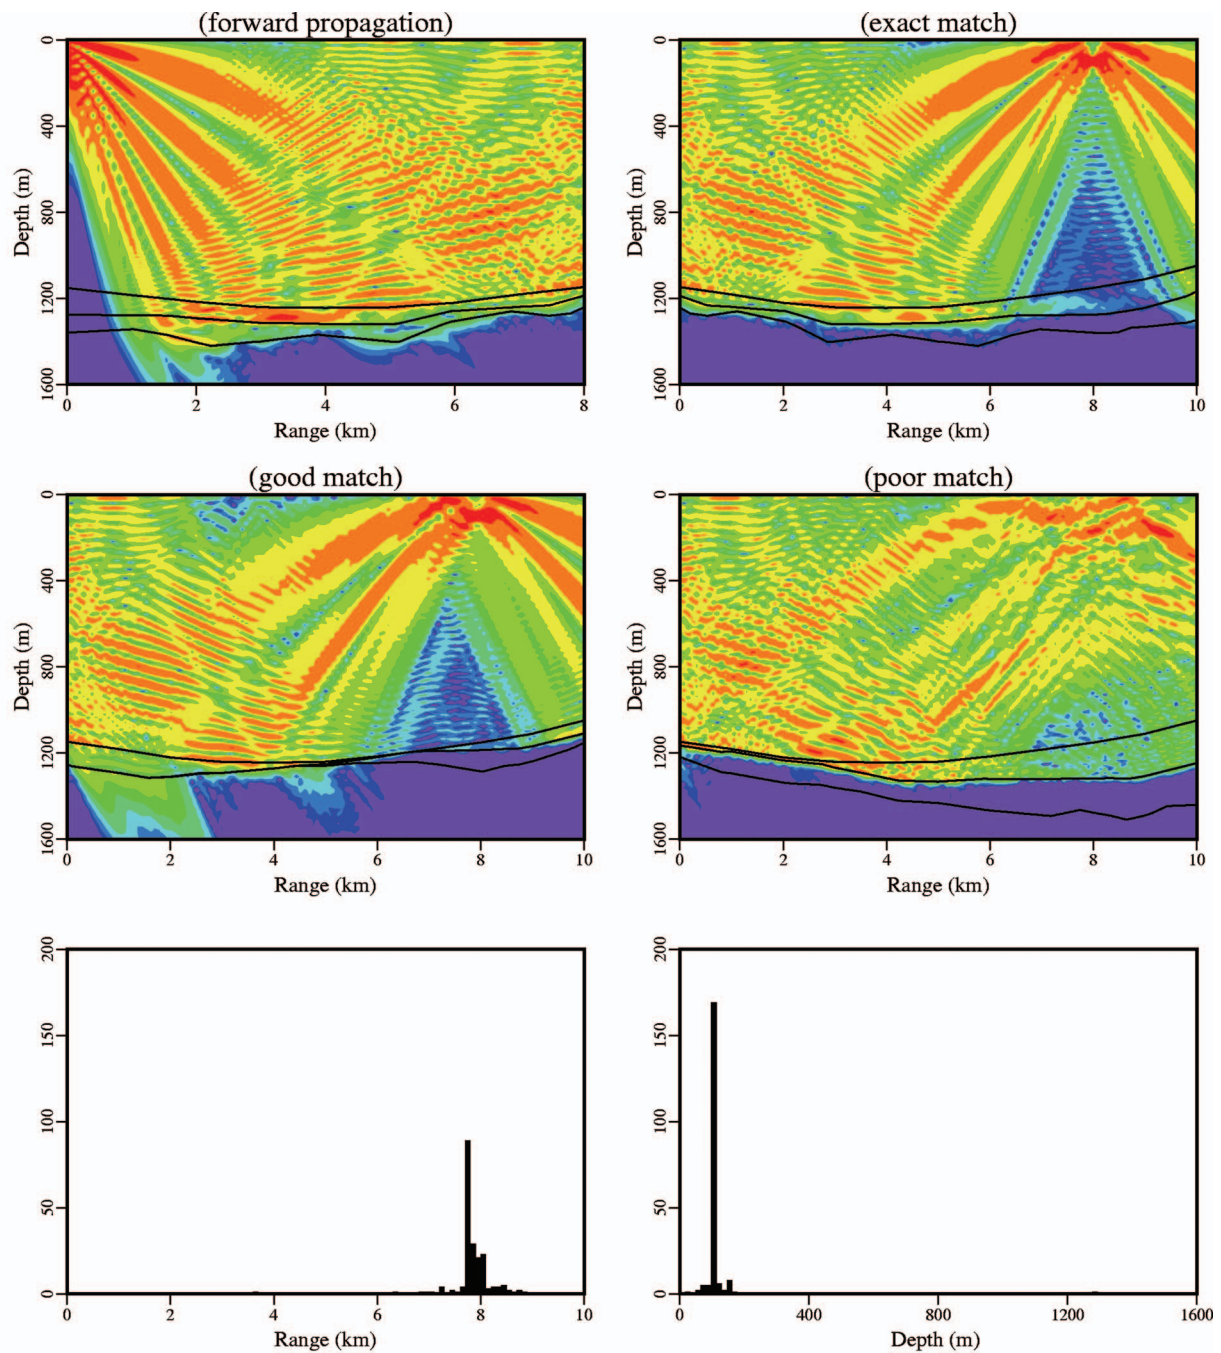 (forward propagation)
(exact match)
0
400
800
1200
1600
Depth (m)
0 2 4 6 8
Range (km)
0
400
800
1200
1600
Depth (m)
0 2 4 6 8 10
Range (km)
(good match)
(poor match)
0
400
800
1200
1600
Depth (m)
0 2 4 6 8 10
Range (km)
0
400
800
1200
1600
Depth (m)
0 2 4 6 8 10
Range (km)
200
150
100
50
0
0 2 4 6 8 10
Range (km)
200
150
100
50
0
0 400 800 1200 1600
Depth (m)